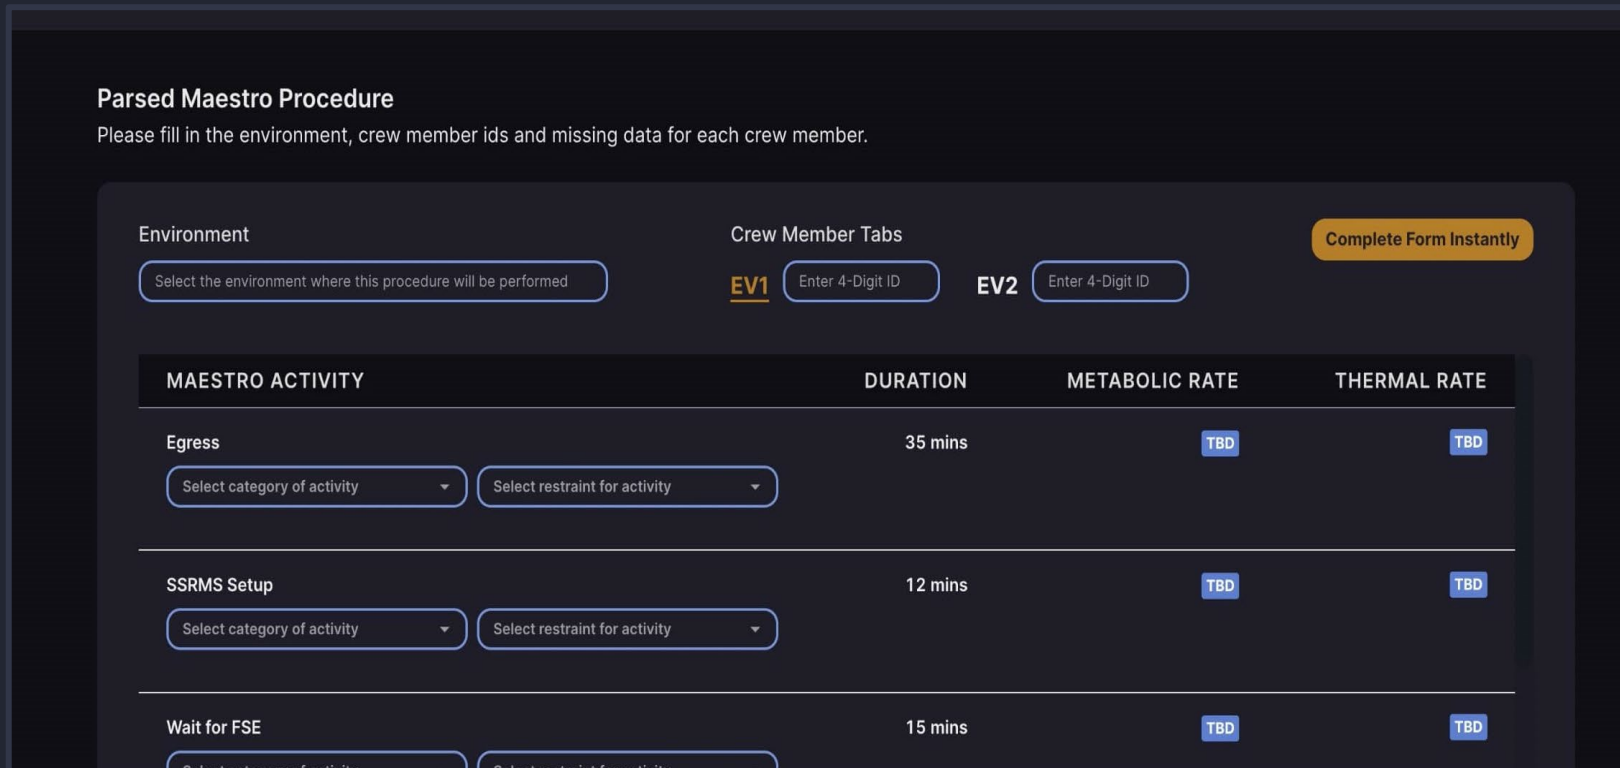 Parsed Maestro Procedure
Please fill in the environment, crew member ids and missing data for each crew member.
Environment
Crew Member Tabs
Complete Form Instantly
Select the environment where this procedure will be performed
EV1 Enter 4-Digit ID EV2 Enter 4-Digit ID
MAESTRO ACTIVITY DURATION METABOLIC RATE THERMAL RATE
Egress 35 mins TBD TBD
Select category of activity Select restraint for activity
SSRMS Setup 12 mins TBD TBD
Select category of activity Select restraint for activity
Wait for FSE 15 mins TBD TBD